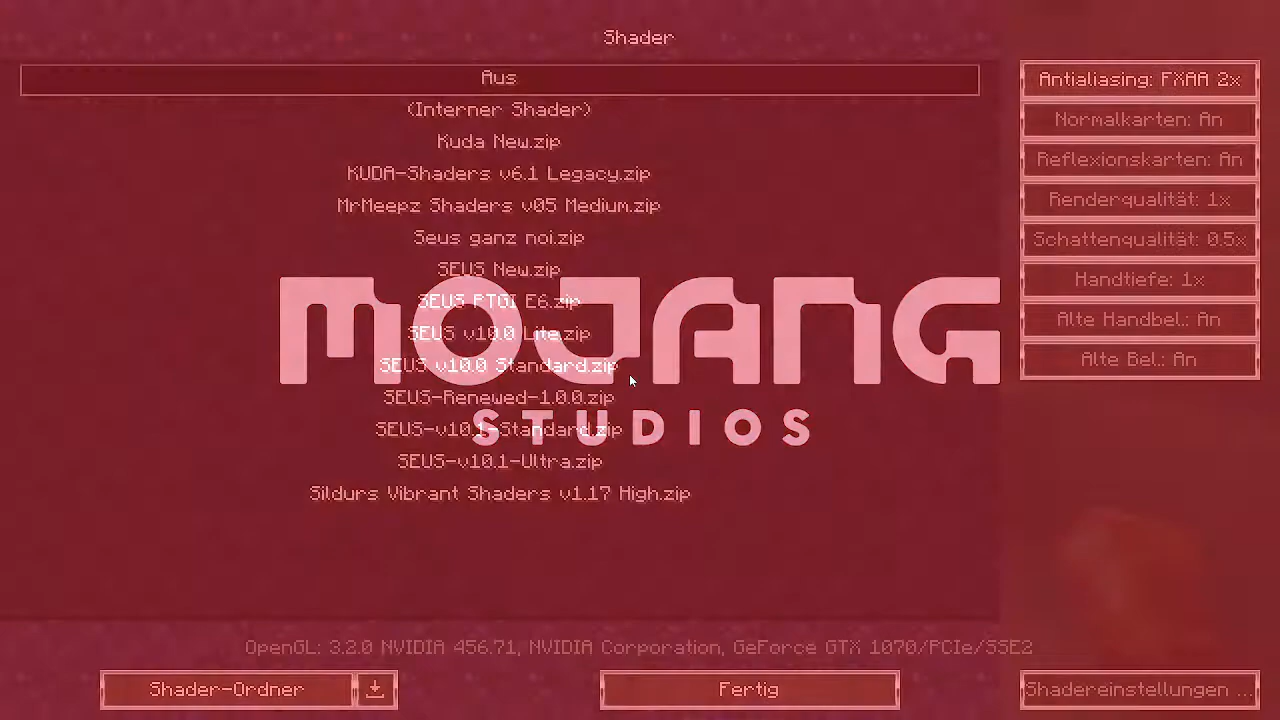 Shader
Aus
(Interner Shader)
Kuda New.zip
KUDA-Shaders v6.1 Legacy.zip
MrMeepz Shaders v05 Medium.zip
Seus ganz noi.zip
SEUS New.zip
SEUS PTGI E6.zip
SEUS v10.0 Lite.zip
SEUS v10.0 Standard.zip
SEUS-Renewed-1.0.0.zip
SEUS-v10.1-Standard.zip
SEUS-v10.1-Ultra.zip
Sildurs Vibrant Shaders v1.17 High.zip
MOJANG
STUDIOS
Antialiasing: FXAA 2x
Normalkarten: An
Reflexionskarten: An
Renderqualität: 1x
Schattenqualität: 0.5x
Handtiefe: 1x
Alte Handbel.: An
Alte Bel.: An
OpenGL: 3.2.0 NVIDIA 456.71, NVIDIA Corporation, GeForce GTX 1070/PCIe/SSE2
Shader-Ordner
Fertig
Shadereinstellungen ...